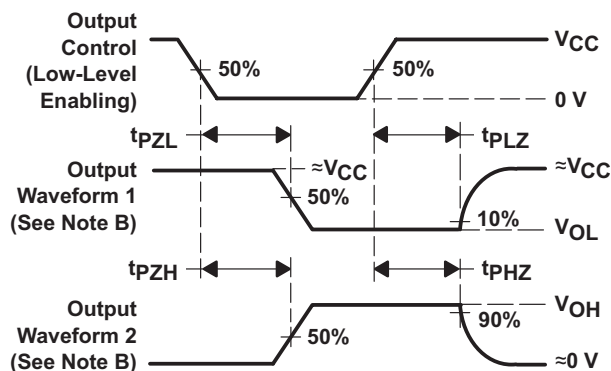 Output
Control
(Low-Level
Enabling)
50%
50%
VCC
0 V
tPZL
tPLZ
Output
Waveform 1
(See Note B)
≈VCC
50%
≈VCC
10%
VOL
tPZH
tPHZ
Output
Waveform 2
(See Note B)
50%
VOH
90%
≈0 V